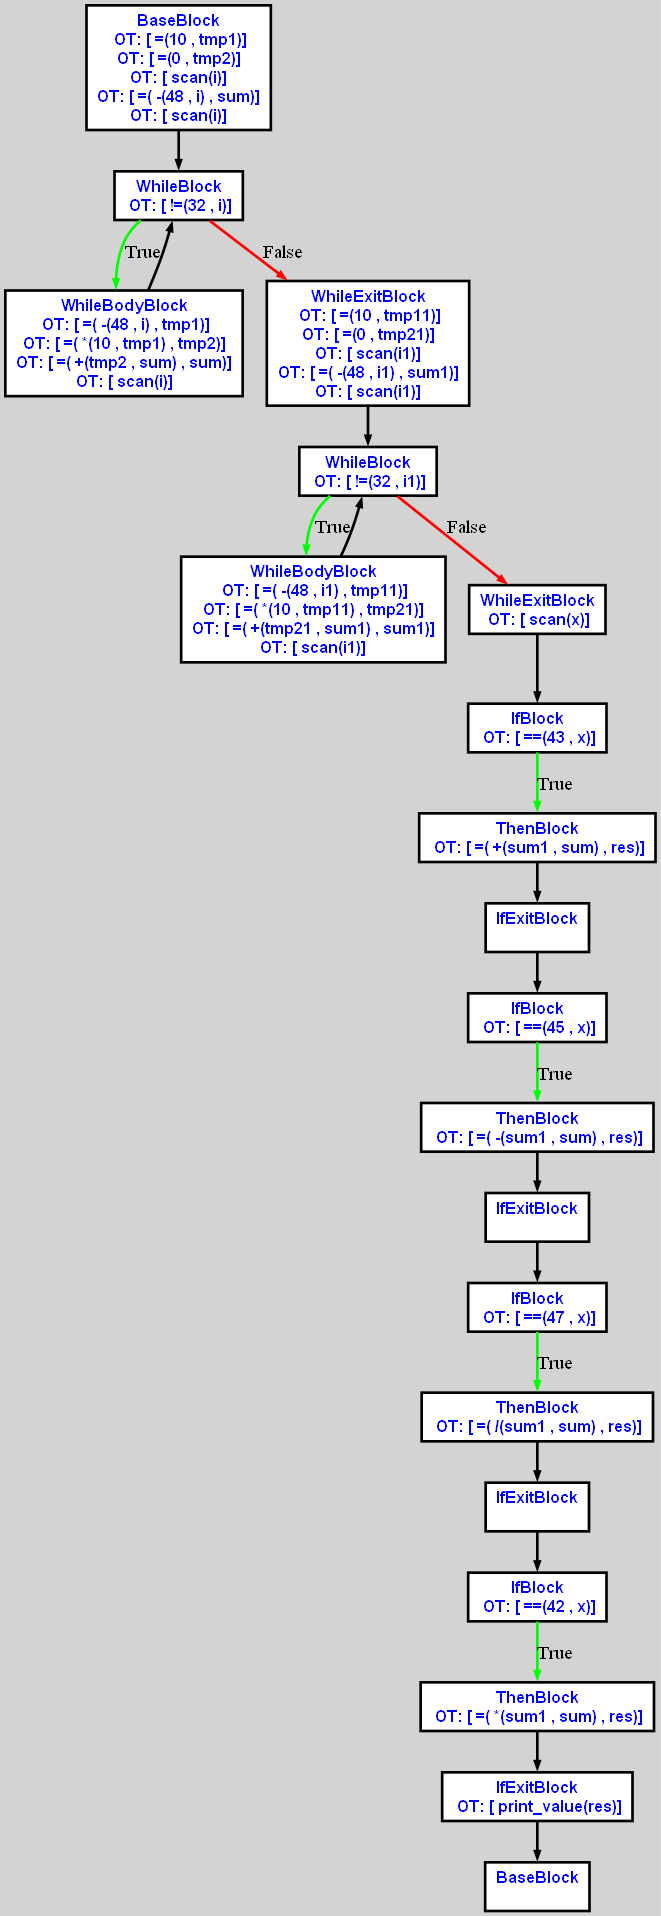 BaseBlock
OT: [ =(10 , tmp1)]
OT: [ =(0 , tmp2)]
OT: [ scan(i)]
OT: [ =( -(48 , i) , sum)]
OT: [ scan(i)]
WhileBlock
OT: [ !=(32 , i)]
True
False
WhileBodyBlock
OT: [ =( -(48 , i) , tmp1)]
OT: [ =( *(10 , tmp1) , tmp2)]
OT: [ =( +(tmp2 , sum) , sum)]
OT: [ scan(i)]
WhileExitBlock
OT: [ =(10 , tmp11)]
OT: [ =(0 , tmp21)]
OT: [ scan(i1)]
OT: [ =( -(48 , i1) , sum1)]
OT: [ scan(i1)]
WhileBlock
OT: [ !=(32 , i1)]
True
False
WhileBodyBlock
OT: [ =( -(48 , i1) , tmp11)]
OT: [ =( *(10 , tmp11) , tmp21)]
OT: [ =( +(tmp21 , sum1) , sum1)]
OT: [ scan(i1)]
WhileExitBlock
OT: [ scan(x)]
IfBlock
OT: [ ==(43 , x)]
True
ThenBlock
OT: [ =( +(sum1 , sum) , res)]
IfExitBlock
IfBlock
OT: [ ==(45 , x)]
True
ThenBlock
OT: [ =( -(sum1 , sum) , res)]
IfExitBlock
IfBlock
OT: [ ==(47 , x)]
True
ThenBlock
OT: [ =( /(sum1 , sum) , res)]
IfExitBlock
IfBlock
OT: [ ==(42 , x)]
True
ThenBlock
OT: [ =( *(sum1 , sum) , res)]
IfExitBlock
OT: [ print_value(res)]
BaseBlock